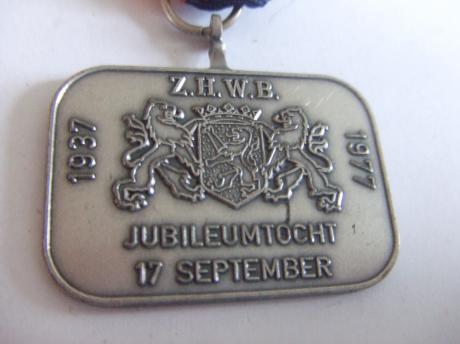 Z.H.W.B.
1937
1977
JUBILEUMTOCHT
17 SEPTEMBER